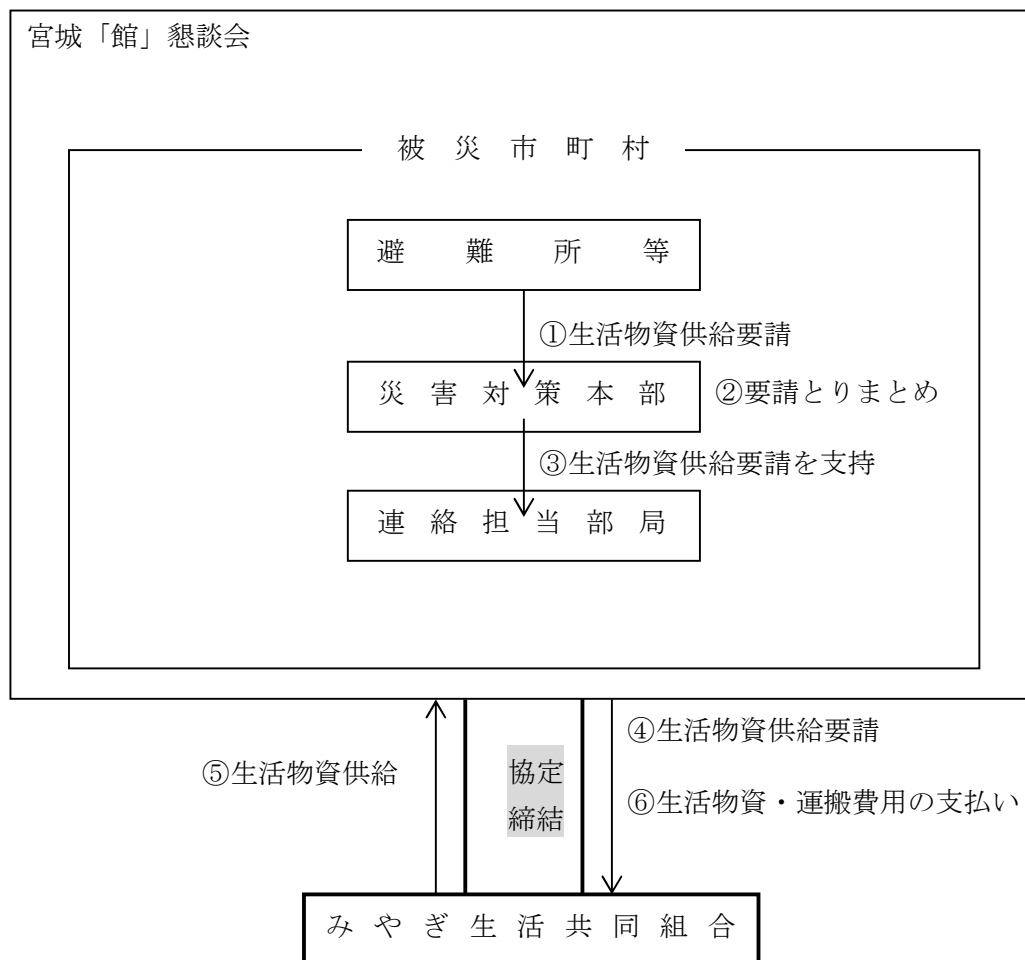 宮城「館」懇談会
被災市町村
避難所等
①生活物資供給要請
災害対策本部
②要請とりまとめ
③生活物資供給要請を支持
連絡担当部局
④生活物資供給要請
⑤生活物資供給
協定
締結
⑥生活物資・運搬費用の支払い
みやぎ生活共同組合